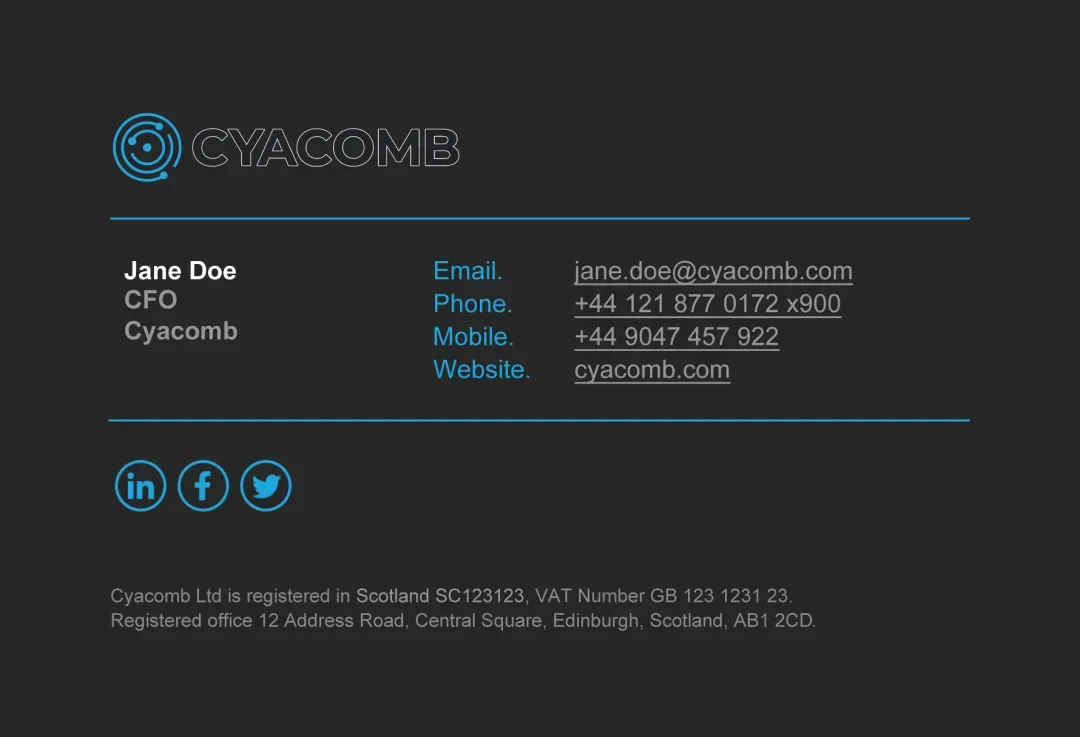 CYACOMB
Jane Doe
CFO
Cyacomb
Email. jane.doe@cyacomb.com
Phone. +44 121 877 0172 x900
Mobile. +44 9047 457 922
Website. cyacomb.com
in f
Cyacomb Ltd is registered in Scotland SC123123, VAT Number GB 123 1231 23.
Registered office 12 Address Road, Central Square, Edinburgh, Scotland, AB1 2CD.